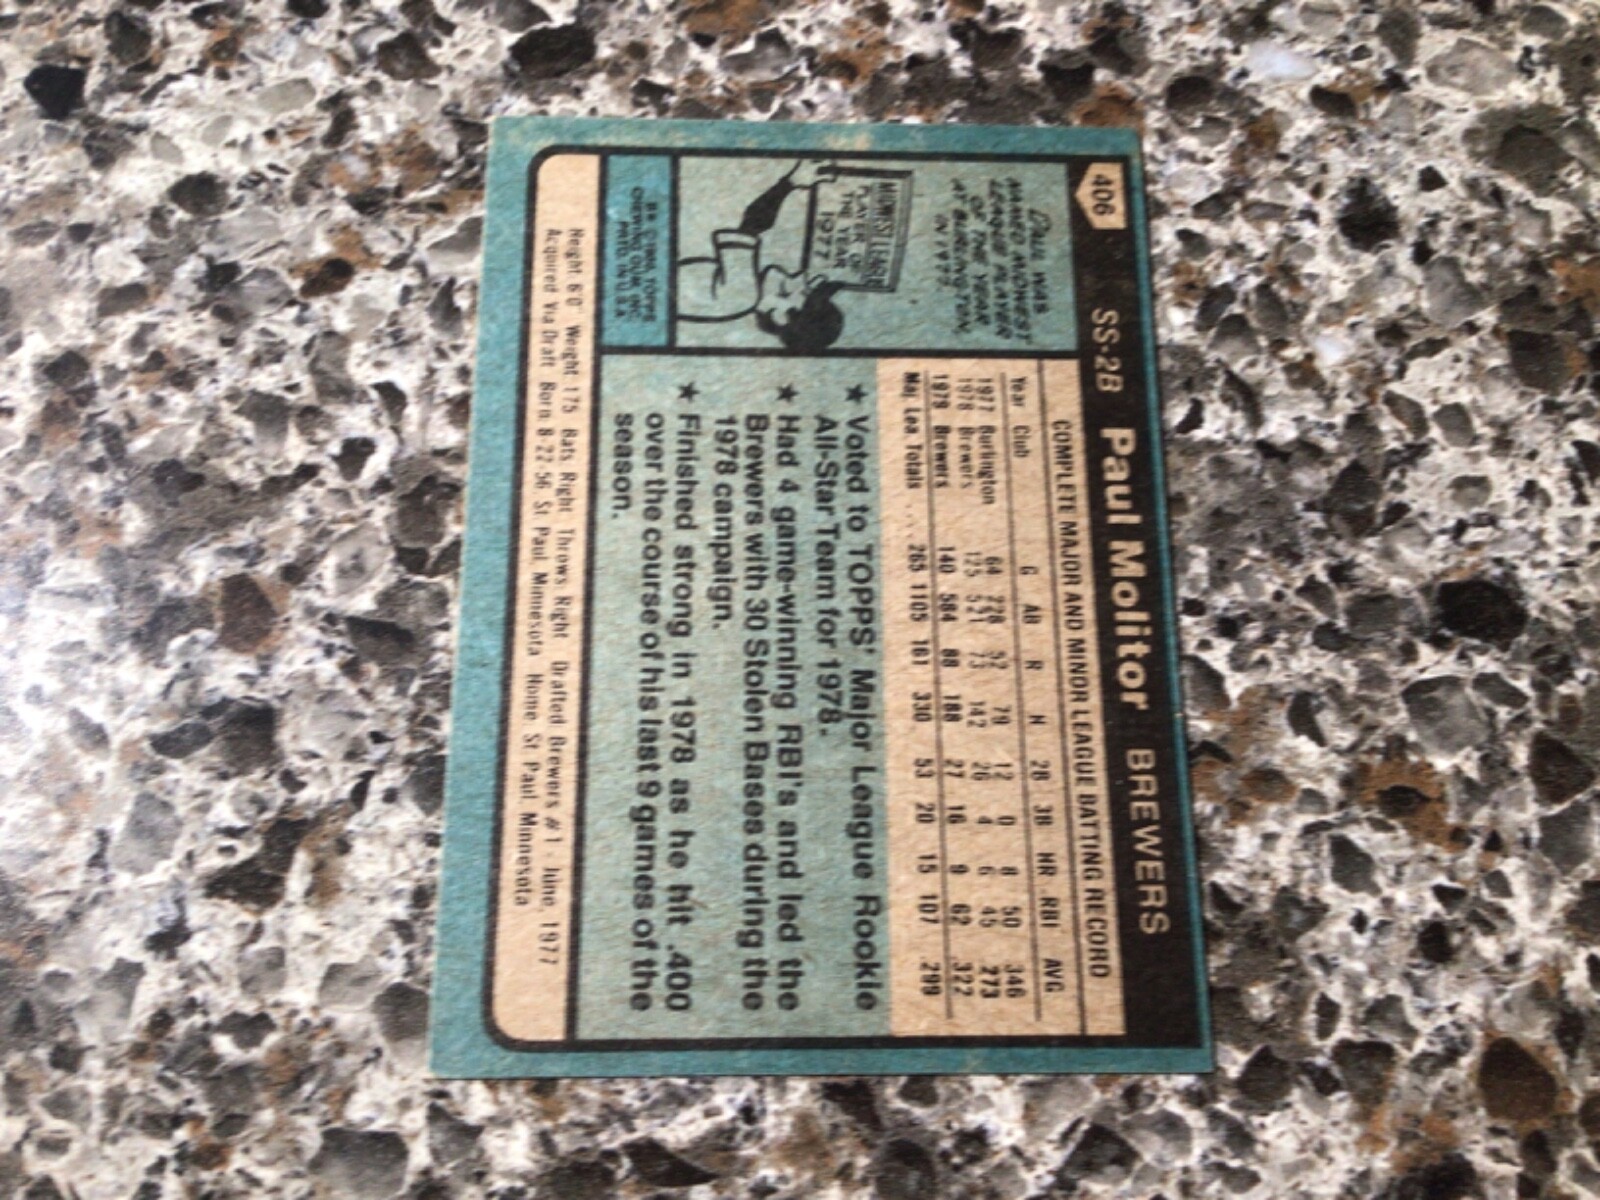 406 SS-2B Paul Molitor BREWERS
PAUL WAS
NAMED MIDWEST
LEAGUE PLAYER
OF THE YEAR
AT BURLINGTON
IN 1977.
MIDWEST LEAGUE
PLAYER OF
THE YEAR
1977
COMPLETE MAJOR AND MINOR LEAGUE BATTING RECORD
Year Club G AB R H 2B 3B HR RBI AVG
1977 Burlington 64 228 52 79 12 0 8 50 .346
1978 Brewers 125 521 73 142 26 4 6 45 .273
1979 Brewers 140 584 88 188 27 16 9 62 .322
Maj. Lea. Totals ... 265 1105 161 330 53 20 15 107 .299
★ Voted to TOPPS' Major League Rookie
All-Star Team for 1978.
★ Had 4 game-winning RBI's and led the
Brewers with 30 Stolen Bases during the
1978 campaign.
★ Finished strong in 1978 as he hit .400
over the course of his last 9 games of the
season.
TOPPS
CHEWING GUM, INC.
PRTD. IN U.S.A.
Height: 6'0" Weight: 175 Bats: Right Throws: Right Drafted: Brewers #1 - June, 1977
Acquired: Via Draft Born: 8-22-56, St. Paul, Minnesota Home: St. Paul, Minnesota